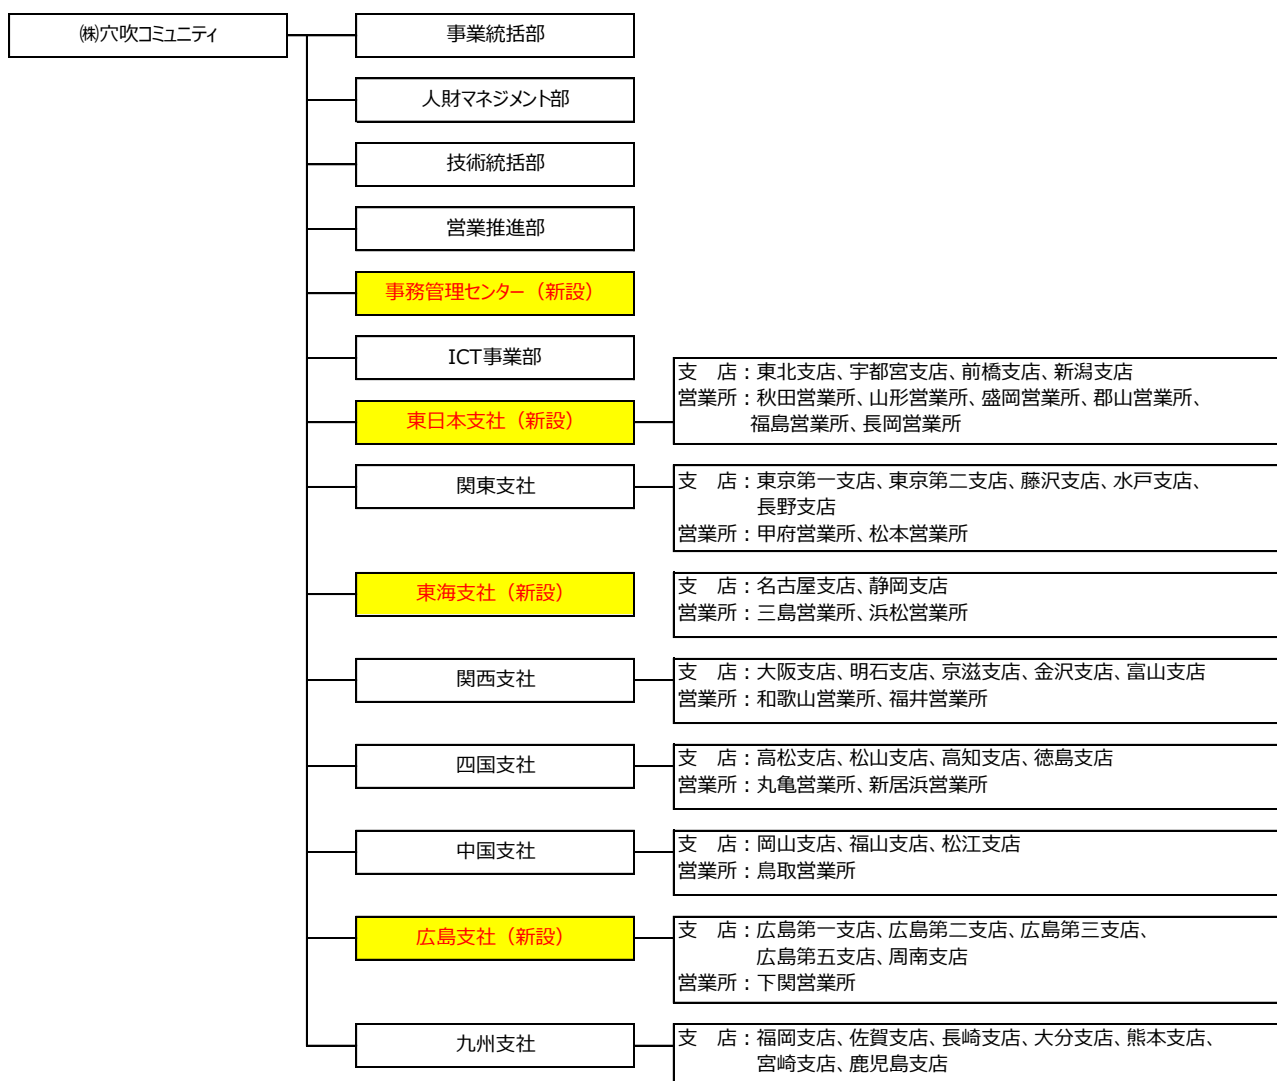 ㈱穴吹コミュニティ
事業統括部
人財マネジメント部
技術統括部
営業推進部
事務管理センター（新設）
ICT事業部
東日本支社（新設）
支　店：東北支店、宇都宮支店、前橋支店、新潟支店
営業所：秋田営業所、山形営業所、盛岡営業所、郡山営業所、
福島営業所、長岡営業所
関東支社
支　店：東京第一支店、東京第二支店、藤沢支店、水戸支店、
長野支店
営業所：甲府営業所、松本営業所
東海支社（新設）
支　店：名古屋支店、静岡支店
営業所：三島営業所、浜松営業所
関西支社
支　店：大阪支店、明石支店、京滋支店、金沢支店、富山支店
営業所：和歌山営業所、福井営業所
四国支社
支　店：高松支店、松山支店、高知支店、徳島支店
営業所：丸亀営業所、新居浜営業所
中国支社
支　店：岡山支店、福山支店、松江支店
営業所：鳥取営業所
広島支社（新設）
支　店：広島第一支店、広島第二支店、広島第三支店、
広島第五支店、周南支店
営業所：下関営業所
九州支社
支　店：福岡支店、佐賀支店、長崎支店、大分支店、熊本支店、
宮崎支店、鹿児島支店